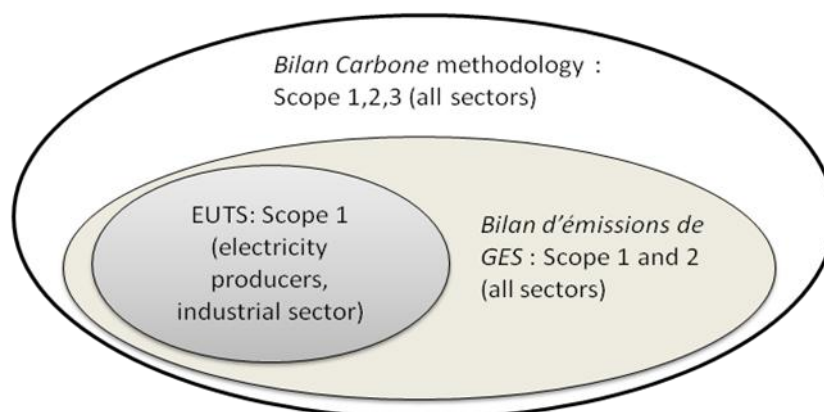 Bilan Carbone methodology :
Scope 1,2,3 (all sectors)
EUTS: Scope 1
(electricity
producers,
industrial sector)
Bilan d'émissions de
GES : Scope 1 and 2
(all sectors)